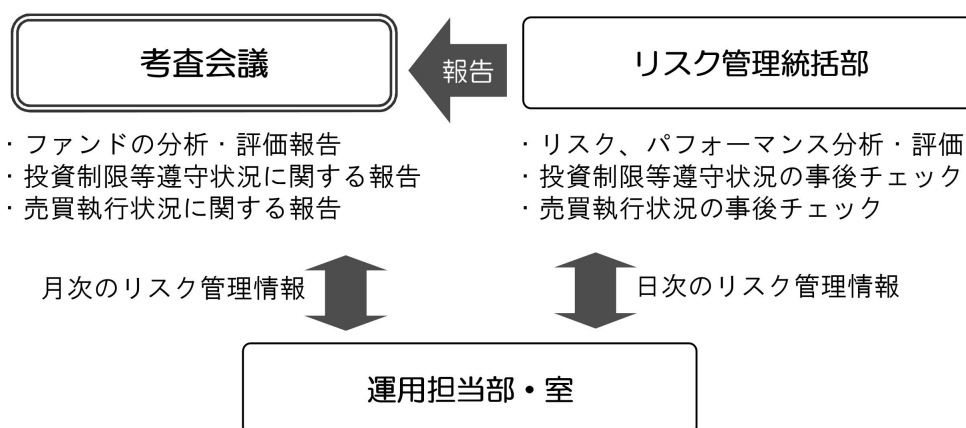 考査会議
報告
リスク管理統括部
・ファンドの分析・評価報告
・投資制限等遵守状況に関する報告
・売買執行状況に関する報告
・リスク、パフォーマンス分析・評価
・投資制限等遵守状況の事後チェック
・売買執行状況の事後チェック
月次のリスク管理情報
日次のリスク管理情報
運用担当部・室